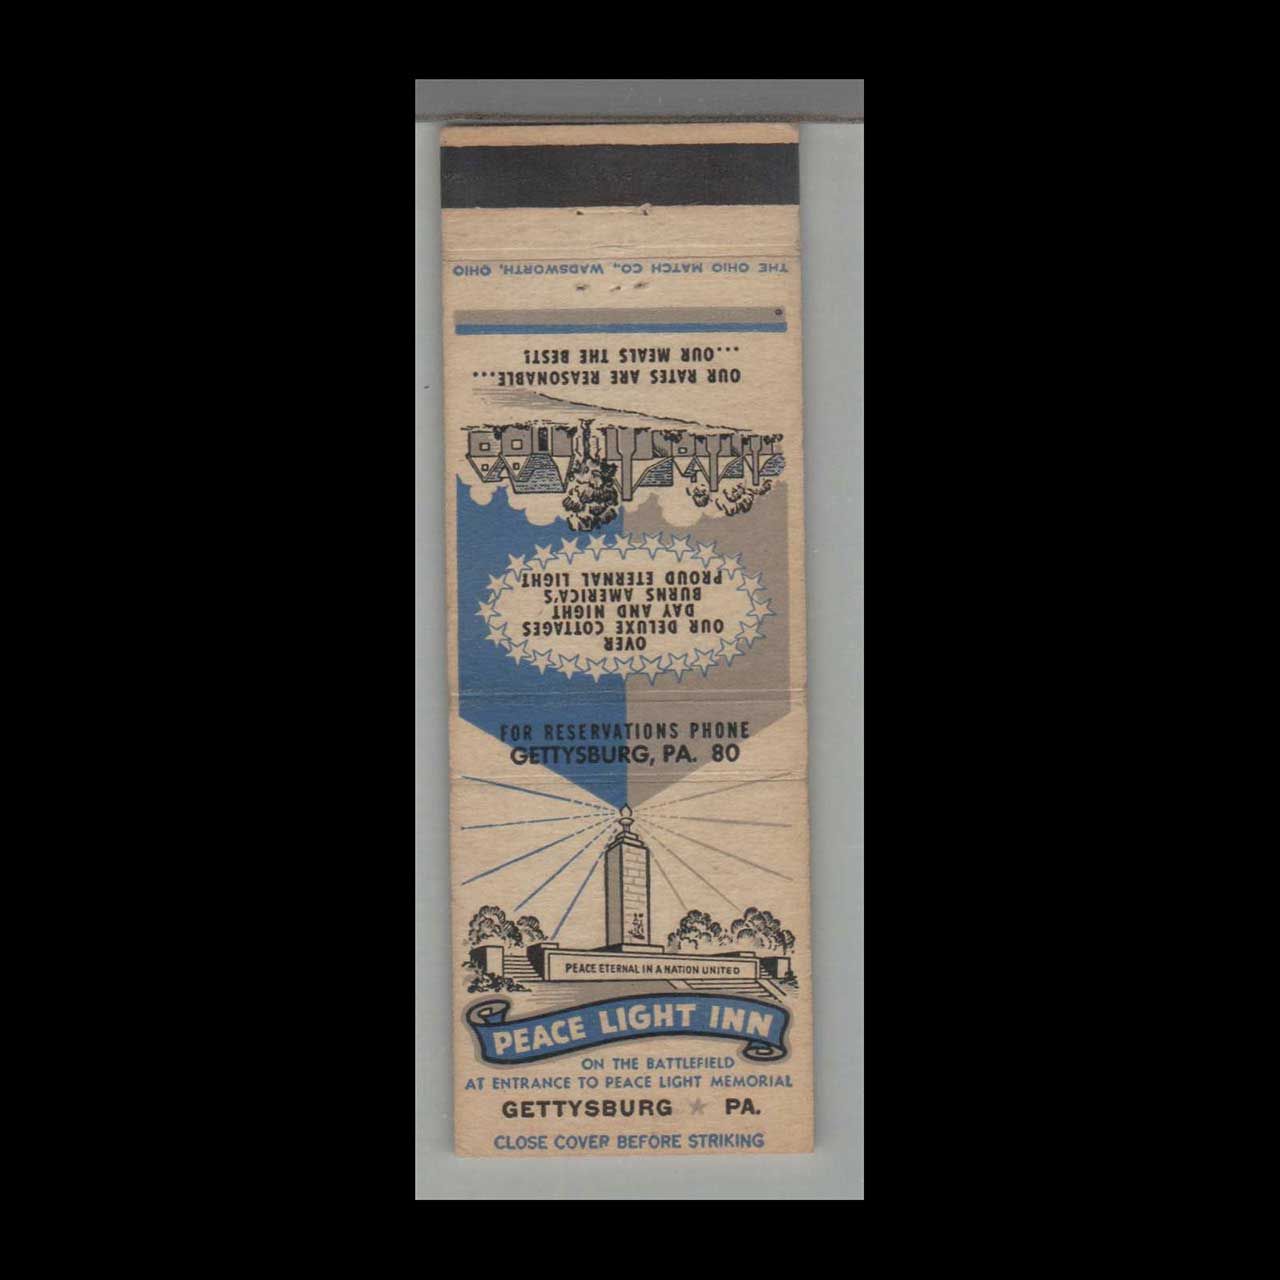 THE OHIO MATCH CO., WADSWORTH, OHIO
OUR RATES ARE REASONABLE...
...OUR MEALS THE BEST!
OVER
OUR DELUXE COTTAGES
DAY AND NIGHT
BURNS AMERICA'S
PROUD ETERNAL LIGHT
FOR RESERVATIONS PHONE
GETTYSBURG, PA. 80
PEACE ETERNAL IN A NATION UNITED
PEACE LIGHT INN
ON THE BATTLEFIELD
AT ENTRANCE TO PEACE LIGHT MEMORIAL
GETTYSBURG ★ PA.
CLOSE COVER BEFORE STRIKING